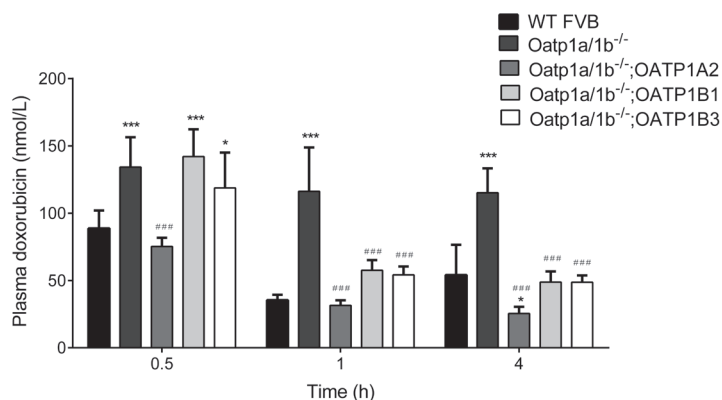 WT FVB
Oatp1a/1b-/-
Oatp1a/1b-/-;OATP1A2
Oatp1a/1b-/-;OATP1B1
Oatp1a/1b-/-;OATP1B3
Plasma doxorubicin (nmol/L)
200
150
100
50
0
*** *** * ###
*** ### ### ###
*** ### * ### ###
0.5 1 4
Time (h)